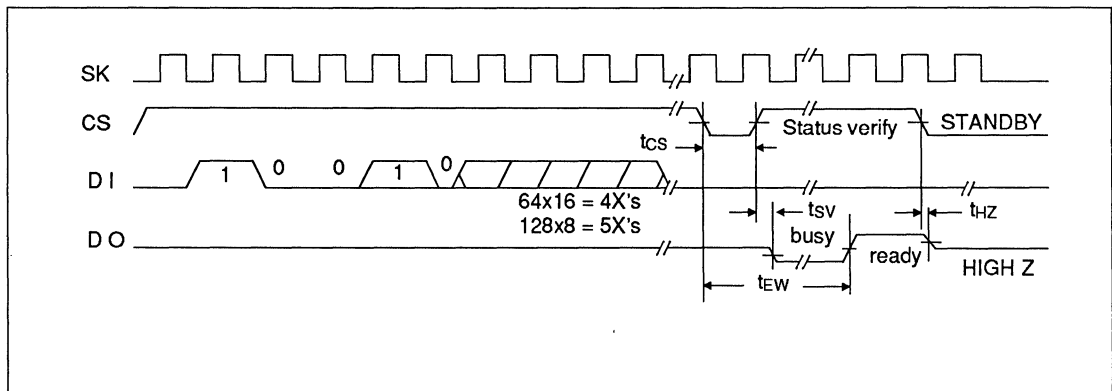 SK
CS
Status verify
STANDBY
tCS
DI
1 0 0 1 0
64x16 = 4X's
128x8 = 5X's
tSV
tHZ
DO
busy
ready
HIGH Z
tEW